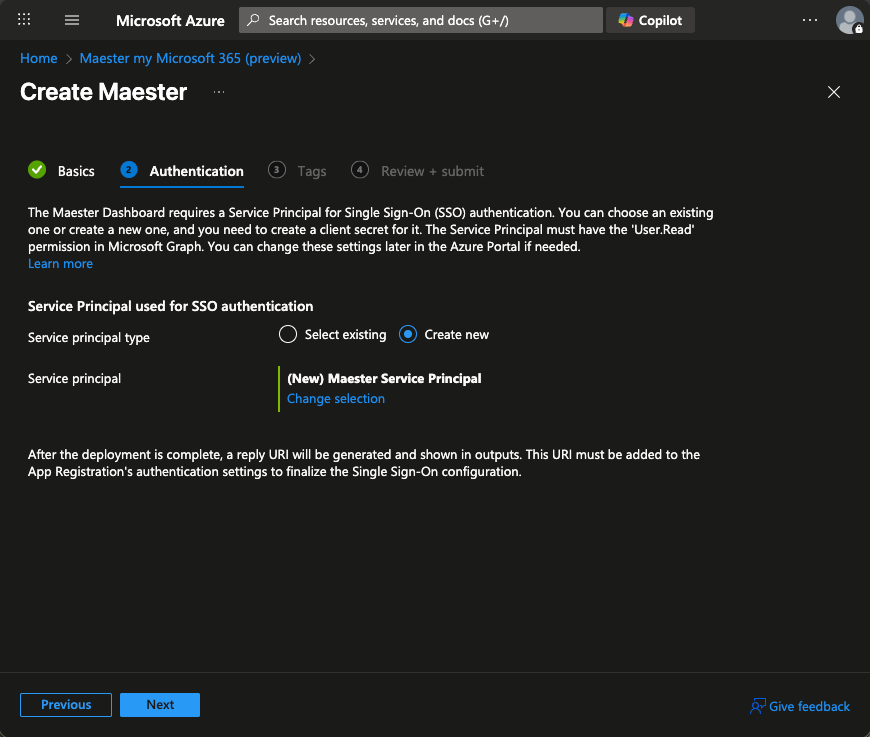 Microsoft Azure
Search resources, services, and docs (G+/)
Copilot
Home > Maester my Microsoft 365 (preview) >
Create Maester ...
Basics
2 Authentication
3 Tags
4 Review + submit
The Maester Dashboard requires a Service Principal for Single Sign-On (SSO) authentication. You can choose an existing
one or create a new one, and you need to create a client secret for it. The Service Principal must have the 'User.Read'
permission in Microsoft Graph. You can change these settings later in the Azure Portal if needed.
Learn more
Service Principal used for SSO authentication
Service principal type
Select existing
Create new
Service principal
(New) Maester Service Principal
Change selection
After the deployment is complete, a reply URI will be generated and shown in outputs. This URI must be added to the
App Registration's authentication settings to finalize the Single Sign-On configuration.
Previous
Next
Give feedback